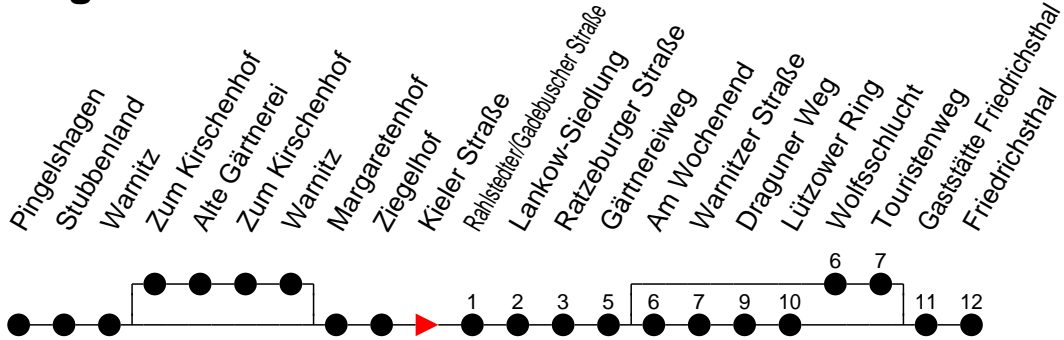 Pingelshagen
Stubbenland
Warnitz
Zum Kirschenhof
Alte Gärtnerei
Zum Kirschenhof
Warnitz
Margaretenhof
Ziegelhof
Kieler Straße
Rahlstedter/Gadebuscher Straße
Lankow-Siedlung
Ratzeburger Straße
Gärtnereiweg
Am Wochenend
Warnitzer Straße
Draguner Weg
Lützower Ring
Wolfsschlucht
Touristenweg
Gaststätte Friedrichsthal
Friedrichsthal
6 7
1 2 3 5 6 7 9 10 11 12